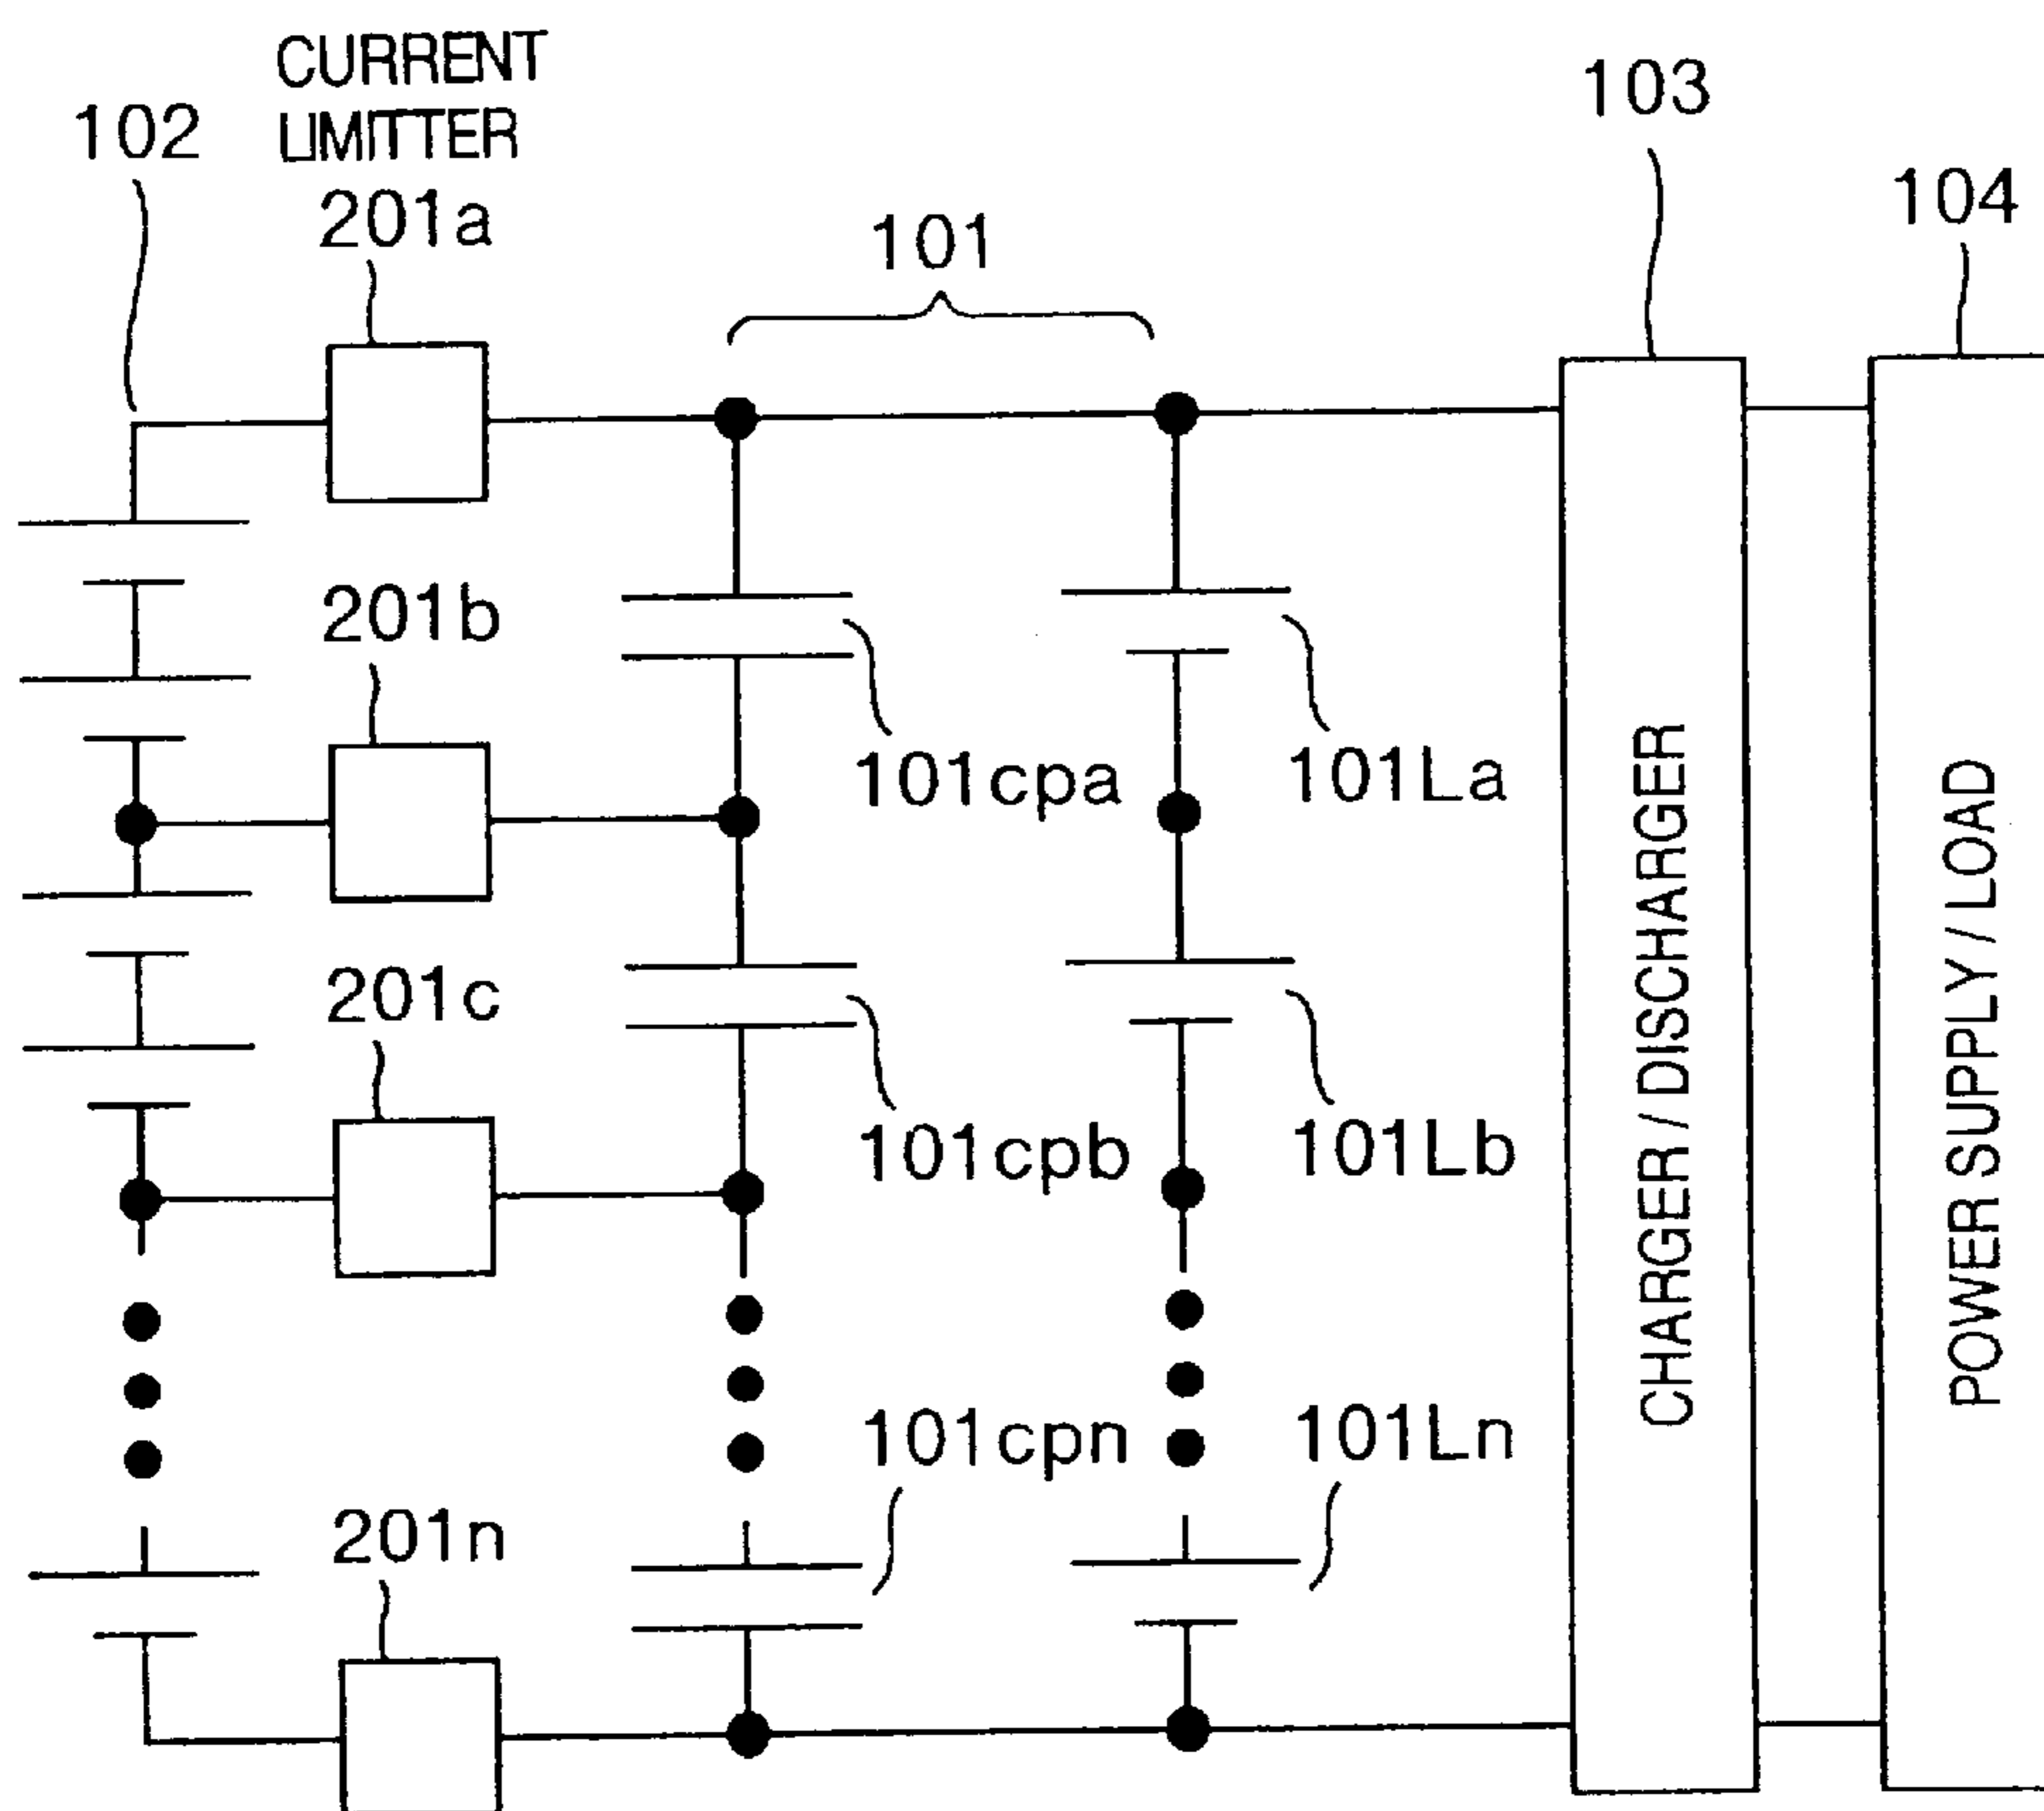 CURRENT
LIMITTER
102
201a
101
103
104
201b
101cpa
101La
201c
101cpb
101Lb
201n
101cpn
101Ln
CHARGER / DISCHARGER
POWER SUPPLY / LOAD